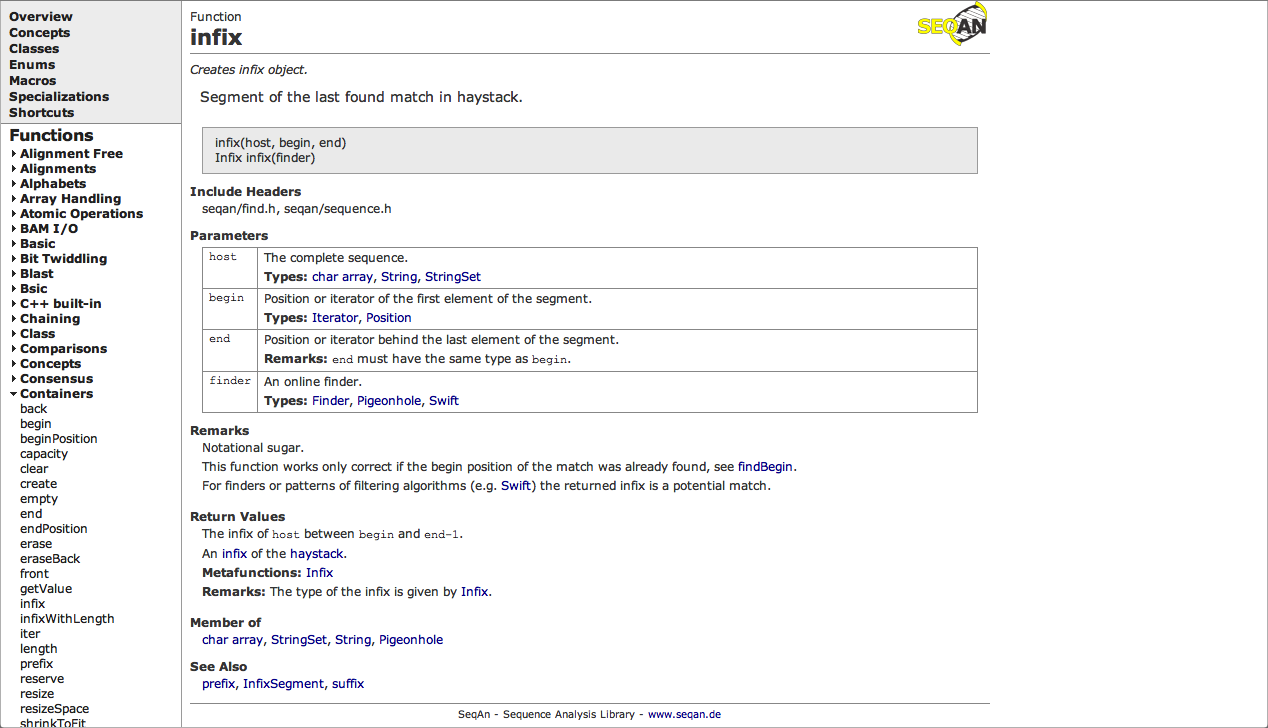 Overview
Concepts
Classes
Enums
Macros
Specializations
Shortcuts
Functions
Alignment Free
Alignments
Alphabets
Array Handling
Atomic Operations
BAM I/O
Basic
Bit Twiddling
Blast
Bsic
C++ built-in
Chaining
Class
Comparisons
Concepts
Consensus
Containers
back
begin
beginPosition
capacity
clear
create
empty
end
endPosition
erase
eraseBack
front
getValue
infix
infixWithLength
iter
length
prefix
reserve
resize
resizeSpace
shrinkToFit
Function
infix
SEQAN
Creates infix object.
Segment of the last found match in haystack.
infix(host, begin, end)
Infix infix(finder)
Include Headers
seqan/find.h, seqan/sequence.h
Parameters
host The complete sequence.
Types: char array, String, StringSet
begin Position or iterator of the first element of the segment.
Types: Iterator, Position
end Position or iterator behind the last element of the segment.
Remarks: end must have the same type as begin.
finder An online finder.
Types: Finder, Pigeonhole, Swift
Remarks
Notational sugar.
This function works only correct if the begin position of the match was already found, see findBegin.
For finders or patterns of filtering algorithms (e.g. Swift) the returned infix is a potential match.
Return Values
The infix of host between begin and end-1.
An infix of the haystack.
Metafunctions: Infix
Remarks: The type of the infix is given by Infix.
Member of
char array, StringSet, String, Pigeonhole
See Also
prefix, InfixSegment, suffix
SeqAn - Sequence Analysis Library - www.seqan.de